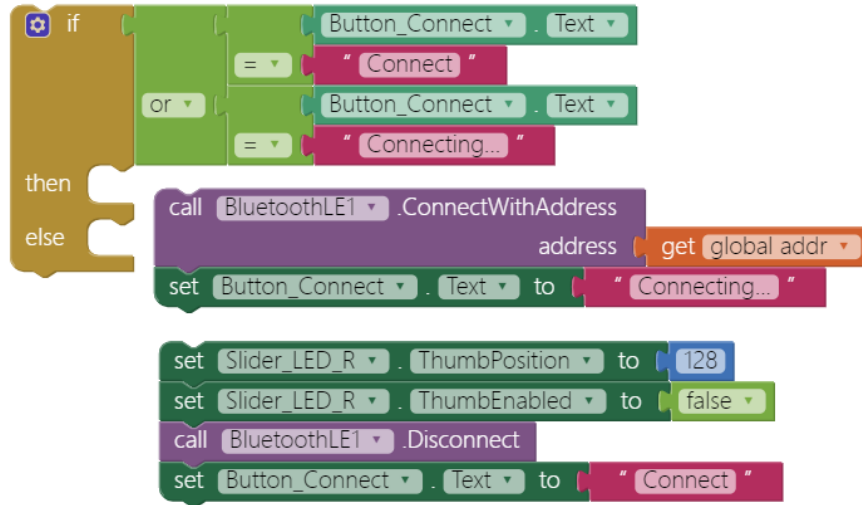 if Button_Connect . Text
= " Connect "
or Button_Connect . Text
= " Connecting... "
then
call BluetoothLE1 .ConnectWithAddress
else
address get global addr
set Button_Connect . Text to " Connecting... "
set Slider_LED_R . ThumbPosition to 128
set Slider_LED_R . ThumbEnabled to false
call BluetoothLE1 .Disconnect
set Button_Connect . Text to " Connect "